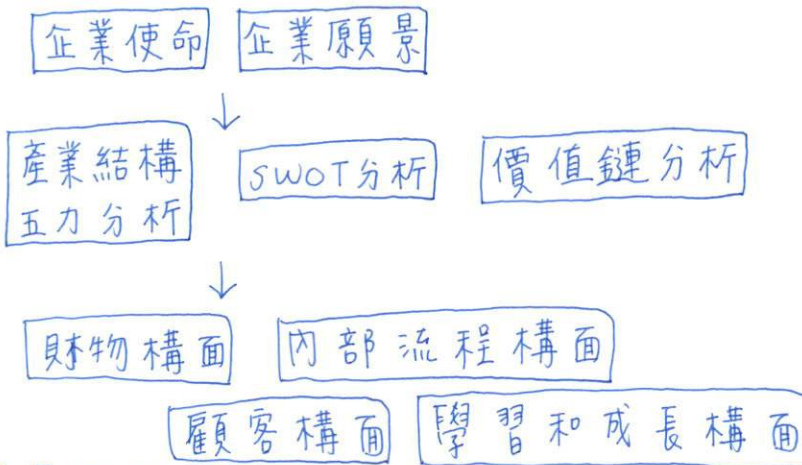 企業使命 企業願景
產業結構 SWOT分析 價值鏈分析
五力分析
財物構面 內部流程構面
顧客構面 學習和成長構面